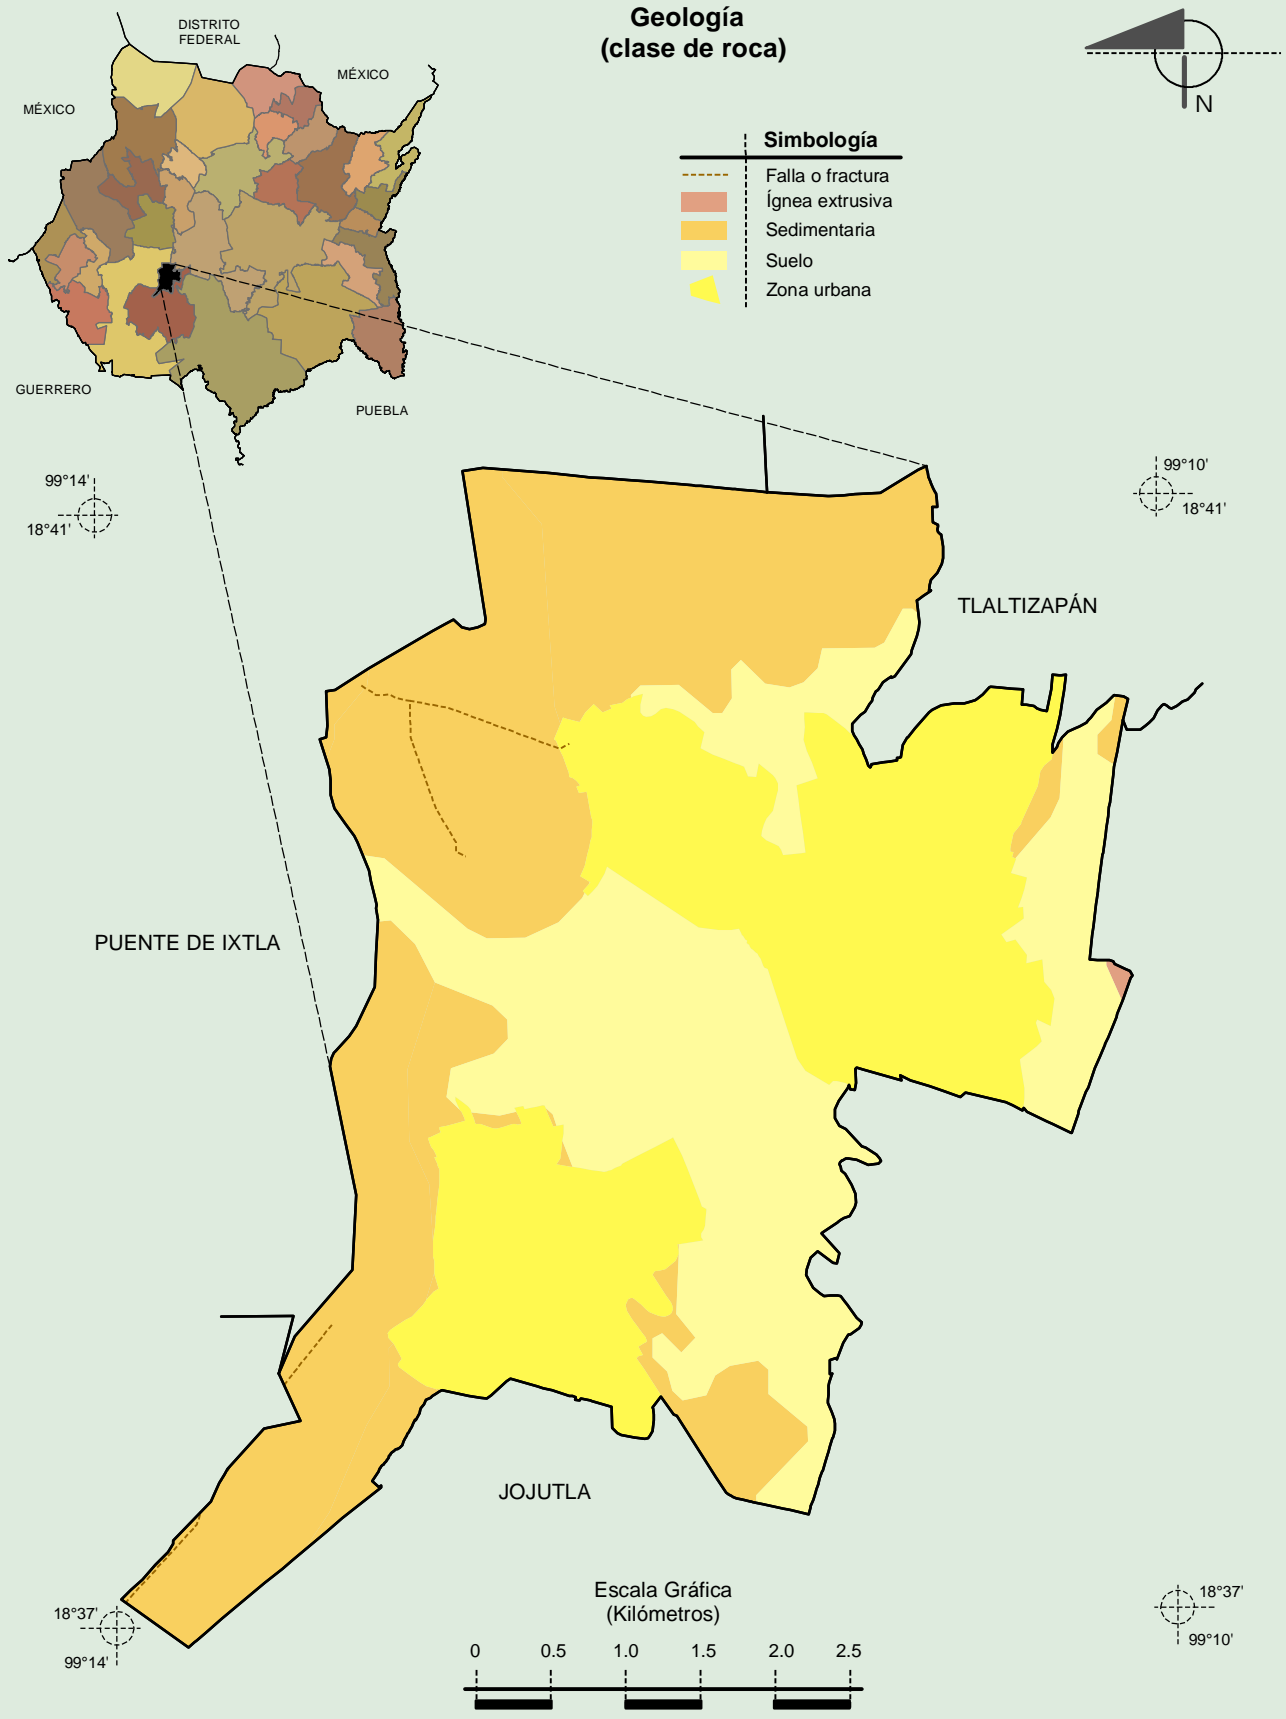 Geología
(clase de roca)
DISTRITO
FEDERAL
MÉXICO
MÉXICO
GUERRERO
PUEBLA
N
Simbología
Falla o fractura
Ígnea extrusiva
Sedimentaria
Suelo
Zona urbana
99°14'
18°41'
99°10'
18°41'
TLALTIZAPÁN
PUENTE DE IXTLA
JOJUTLA
18°37'
99°14'
18°37'
99°10'
Escala Gráfica
(Kilómetros)
0 0.5 1.0 1.5 2.0 2.5